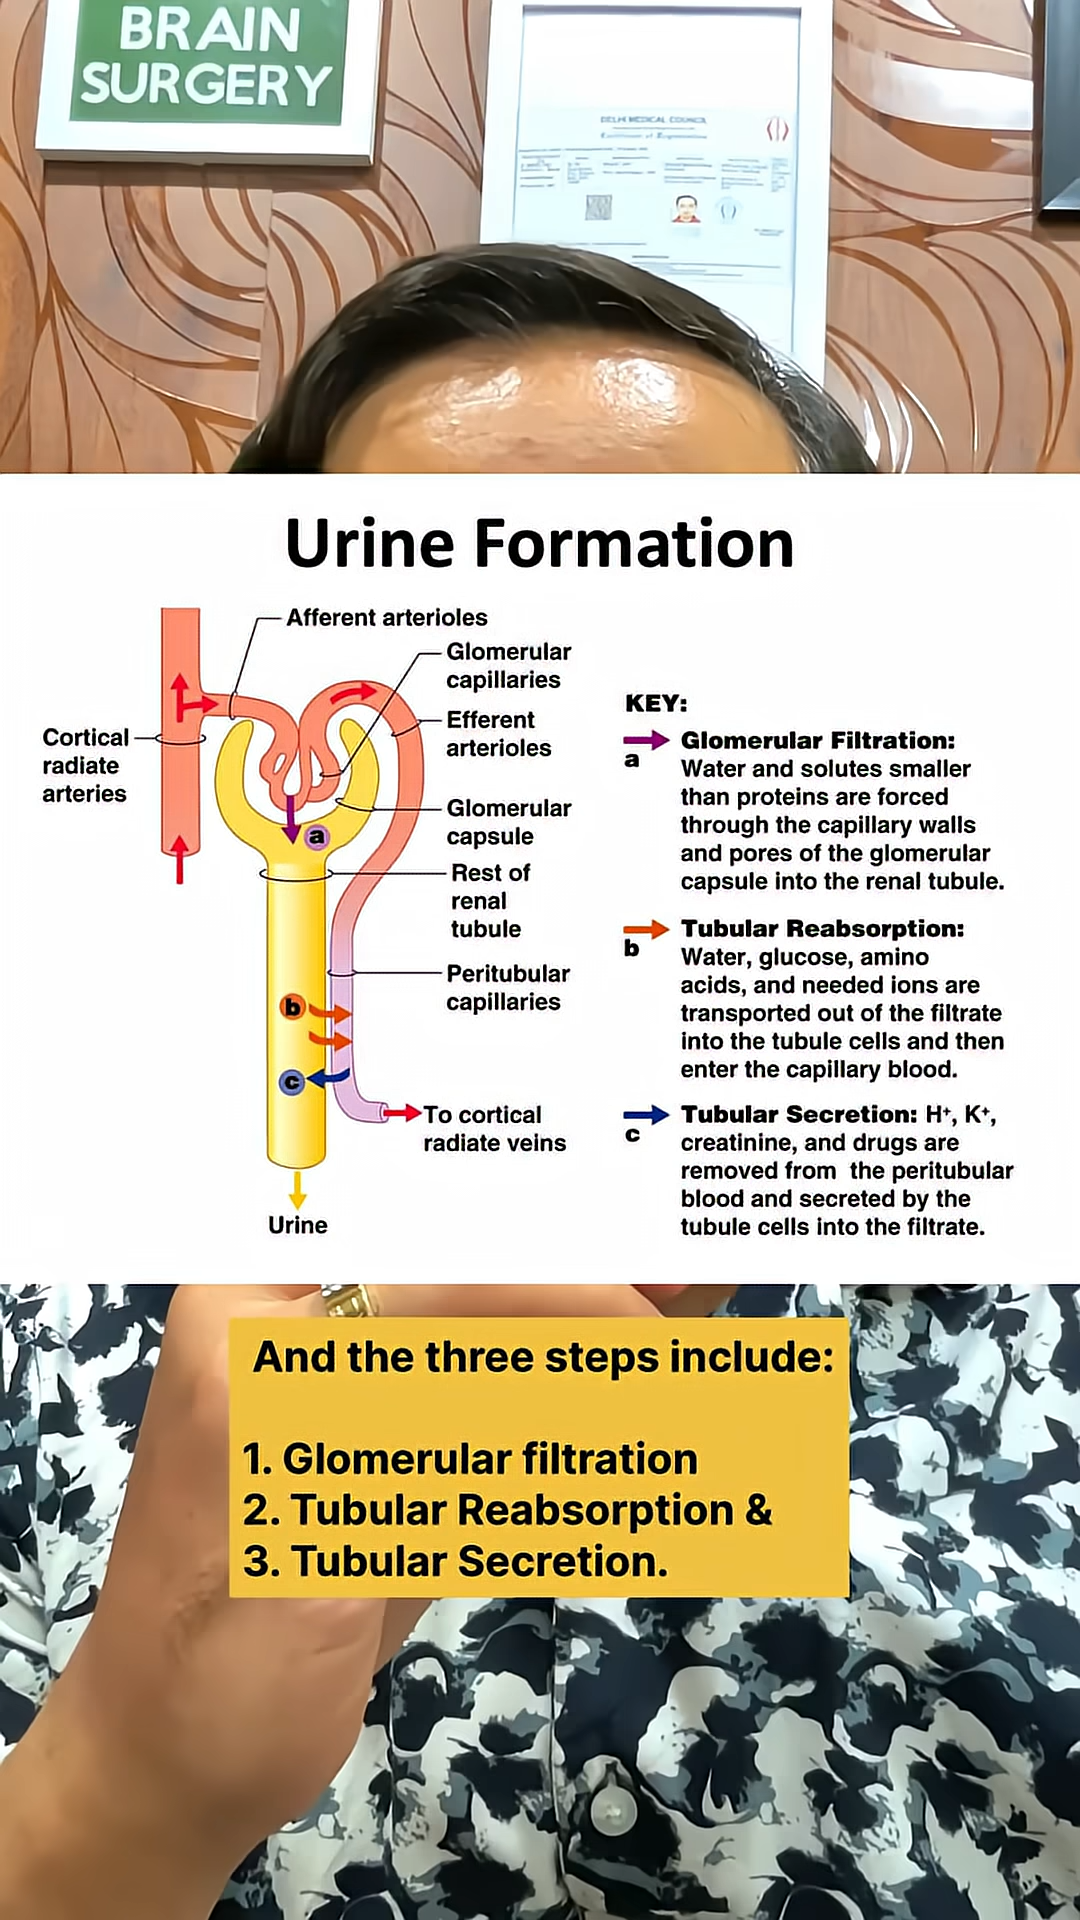 BRAIN
SURGERY
DELHI MEDICAL COUNCIL
Urine Formation
Afferent arterioles
Glomerular
capillaries
Efferent
arterioles
Cortical
radiate
arteries
Glomerular
capsule
a
Rest of
renal
tubule
Peritubular
capillaries
b
c
To cortical
radiate veins
Urine
KEY:
a
Glomerular Filtration:
Water and solutes smaller
than proteins are forced
through the capillary walls
and pores of the glomerular
capsule into the renal tubule.
b
Tubular Reabsorption:
Water, glucose, amino
acids, and needed ions are
transported out of the filtrate
into the tubule cells and then
enter the capillary blood.
c
Tubular Secretion: H⁺, K⁺,
creatinine, and drugs are
removed from the peritubular
blood and secreted by the
tubule cells into the filtrate.
And the three steps include:
1. Glomerular filtration
2. Tubular Reabsorption &
3. Tubular Secretion.